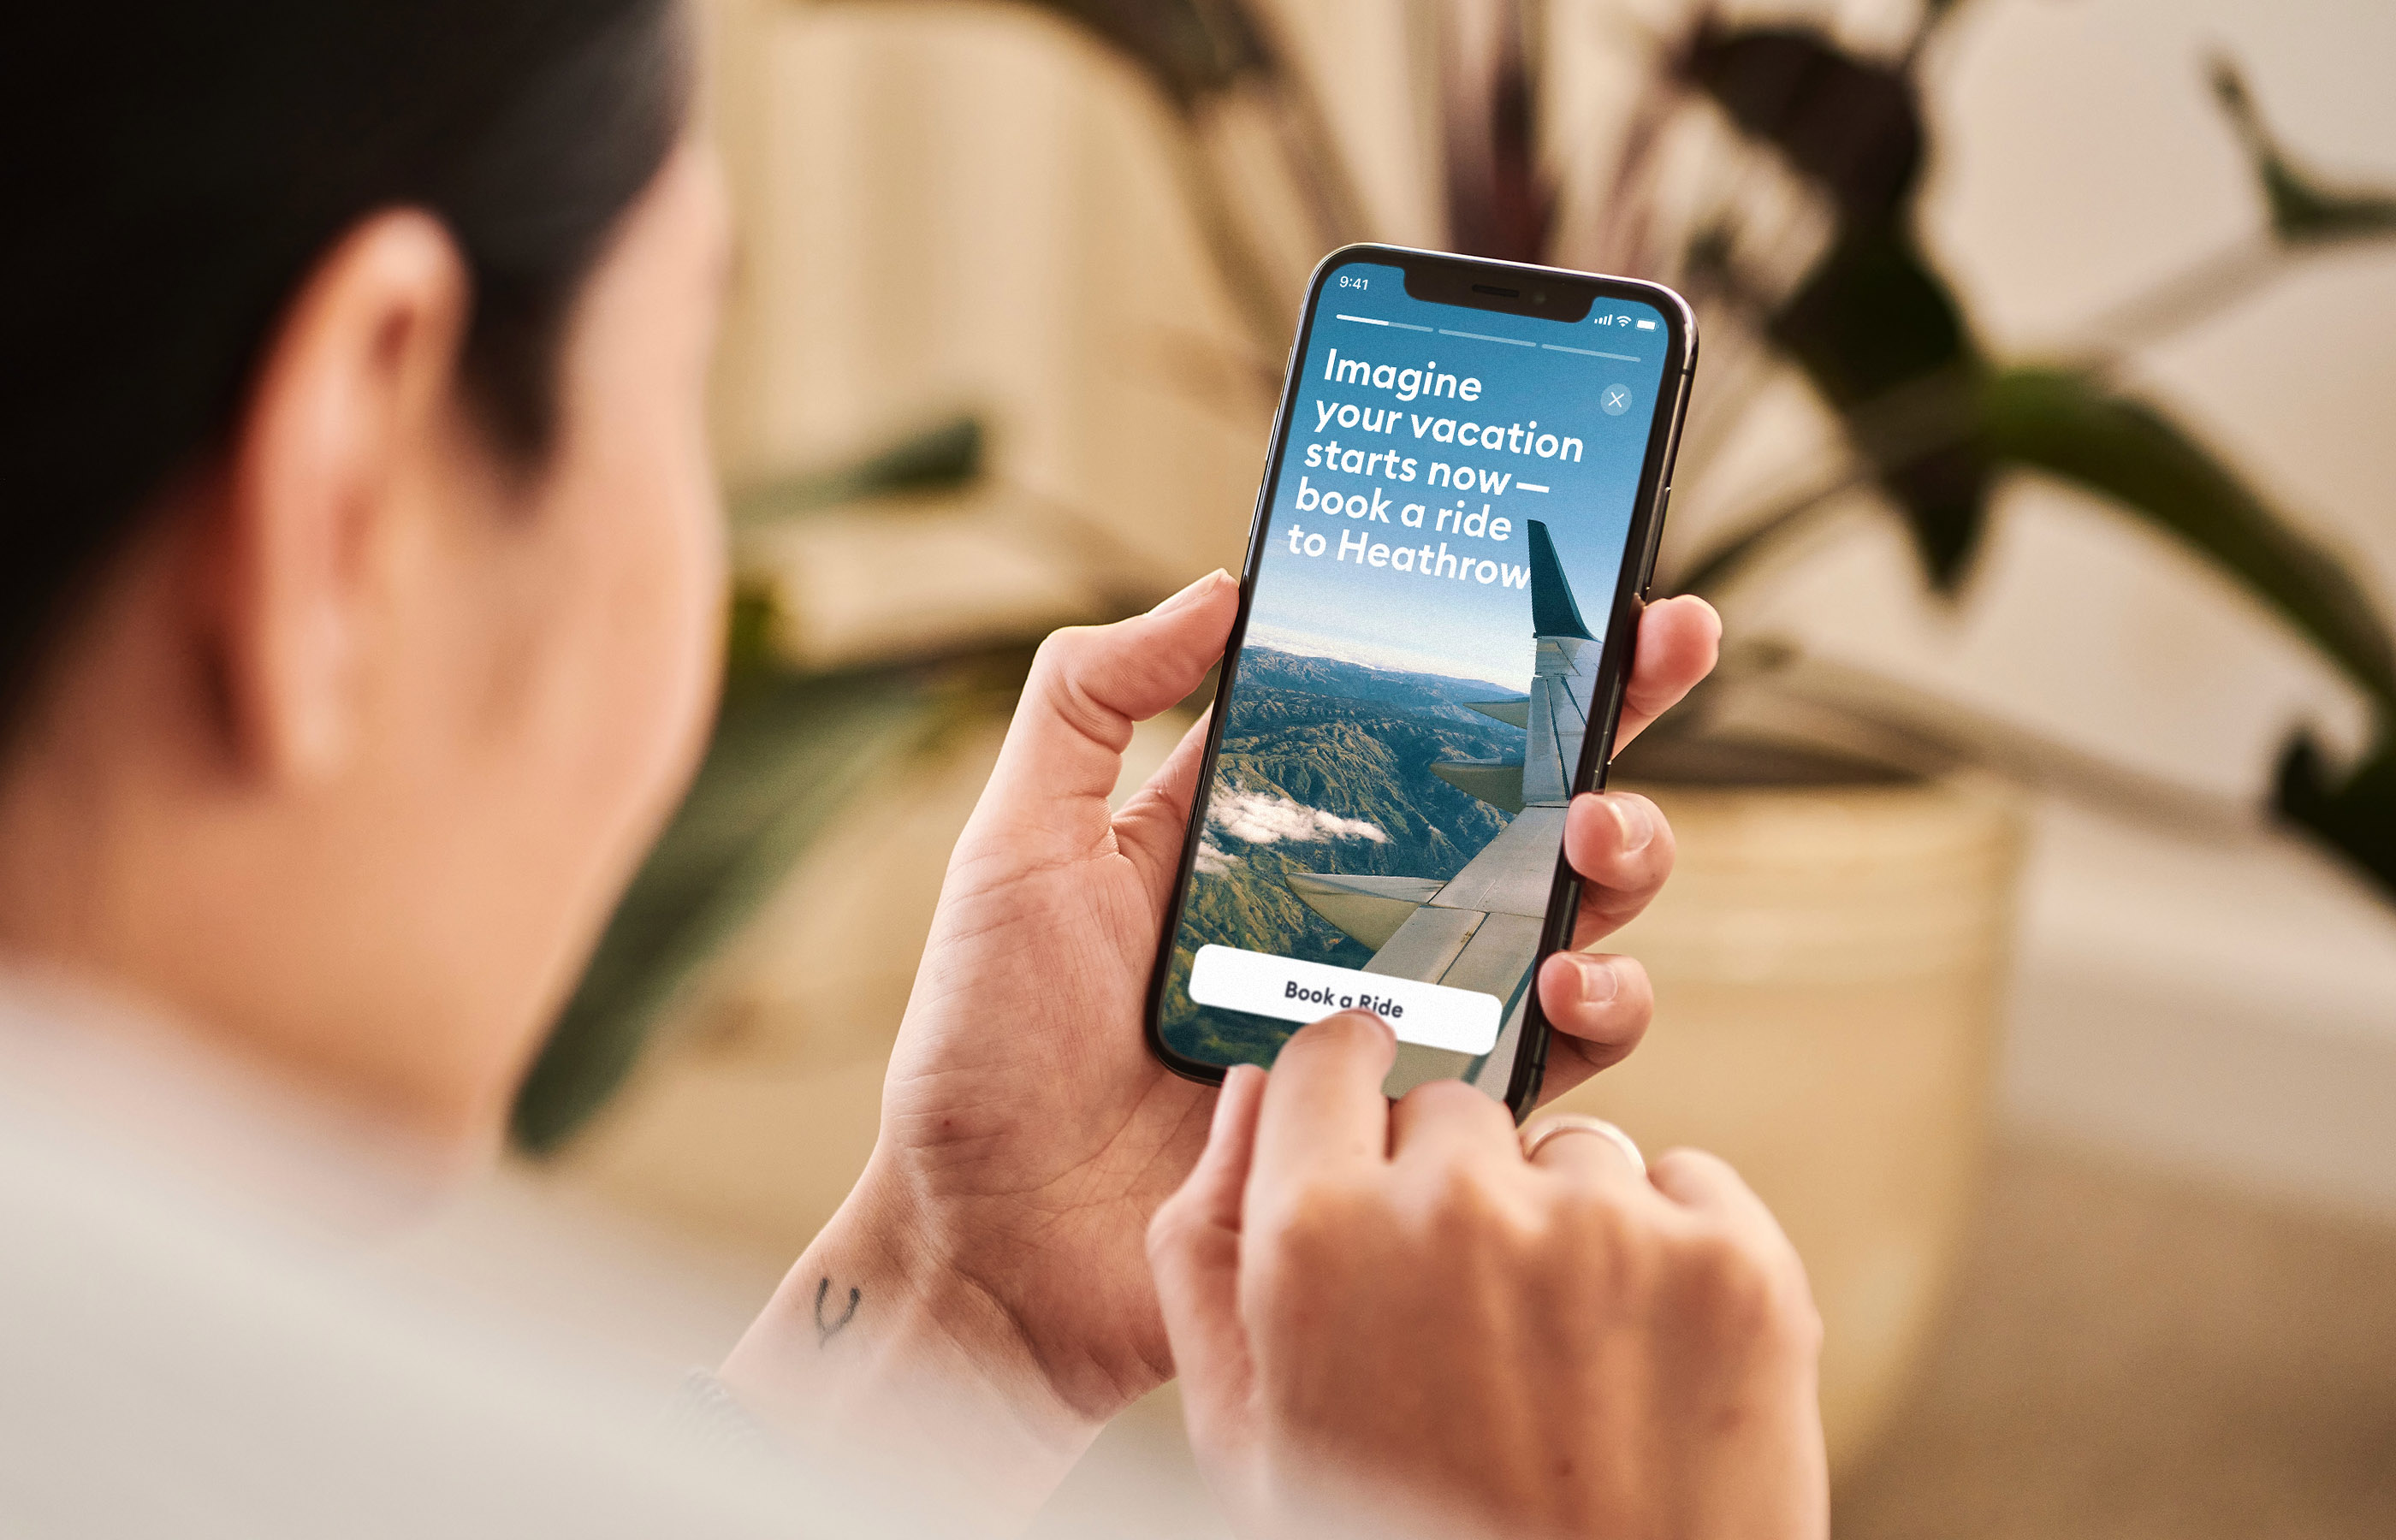 9:41
Imagine
your vacation
starts now—
book a ride
to Heathrow
Book a Ride